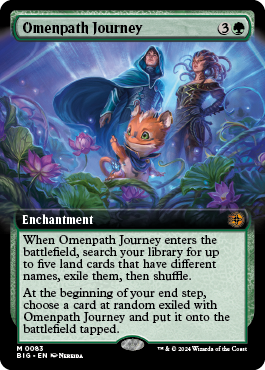 Omenpath Journey 3
Enchantment
When Omenpath Journey enters the
battlefield, search your library for up
to five land cards that have different
names, exile them, then shuffle.
At the beginning of your end step,
choose a card at random exiled with
Omenpath Journey and put it onto the
battlefield tapped.
M 0083
BIG • EN Nereida
™ & © 2024 Wizards of the Coast